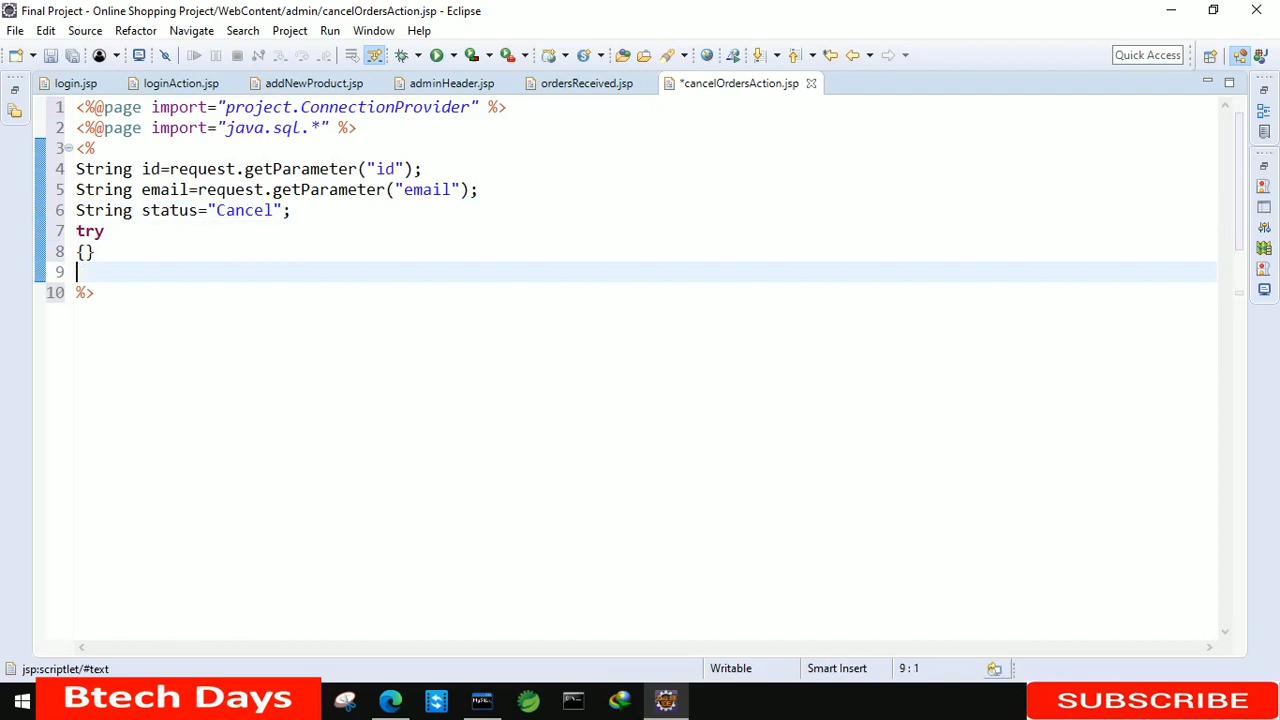 Final Project - Online Shopping Project/WebContent/admin/cancelOrdersAction.jsp - Eclipse
File Edit Source Refactor Navigate Search Project Run Window Help
Quick Access
login.jsp loginAction.jsp addNewProduct.jsp adminHeader.jsp ordersReceived.jsp *cancelOrdersAction.jsp
1 <%@page import="project.ConnectionProvider" %>
2 <%@page import="java.sql.*" %>
3 <%
4 String id=request.getParameter("id");
5 String email=request.getParameter("email");
6 String status="Cancel";
7 try
8 {}
9
10 %>
jsp:scriptlet/#text Writable Smart Insert 9 : 1
Btech Days SUBSCRIBE